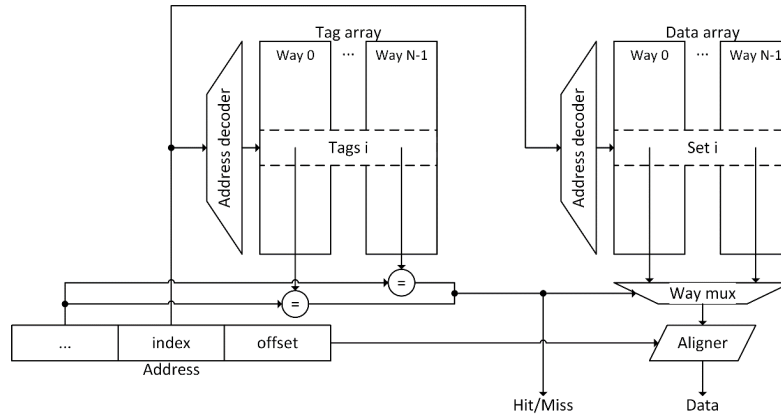 Tag array
Data array
Way 0 ... Way N-1
Way 0 ... Way N-1
Address decoder
Tags i
Address decoder
Set i
=
=
Way mux
... index offset
Aligner
Address
Hit/Miss
Data